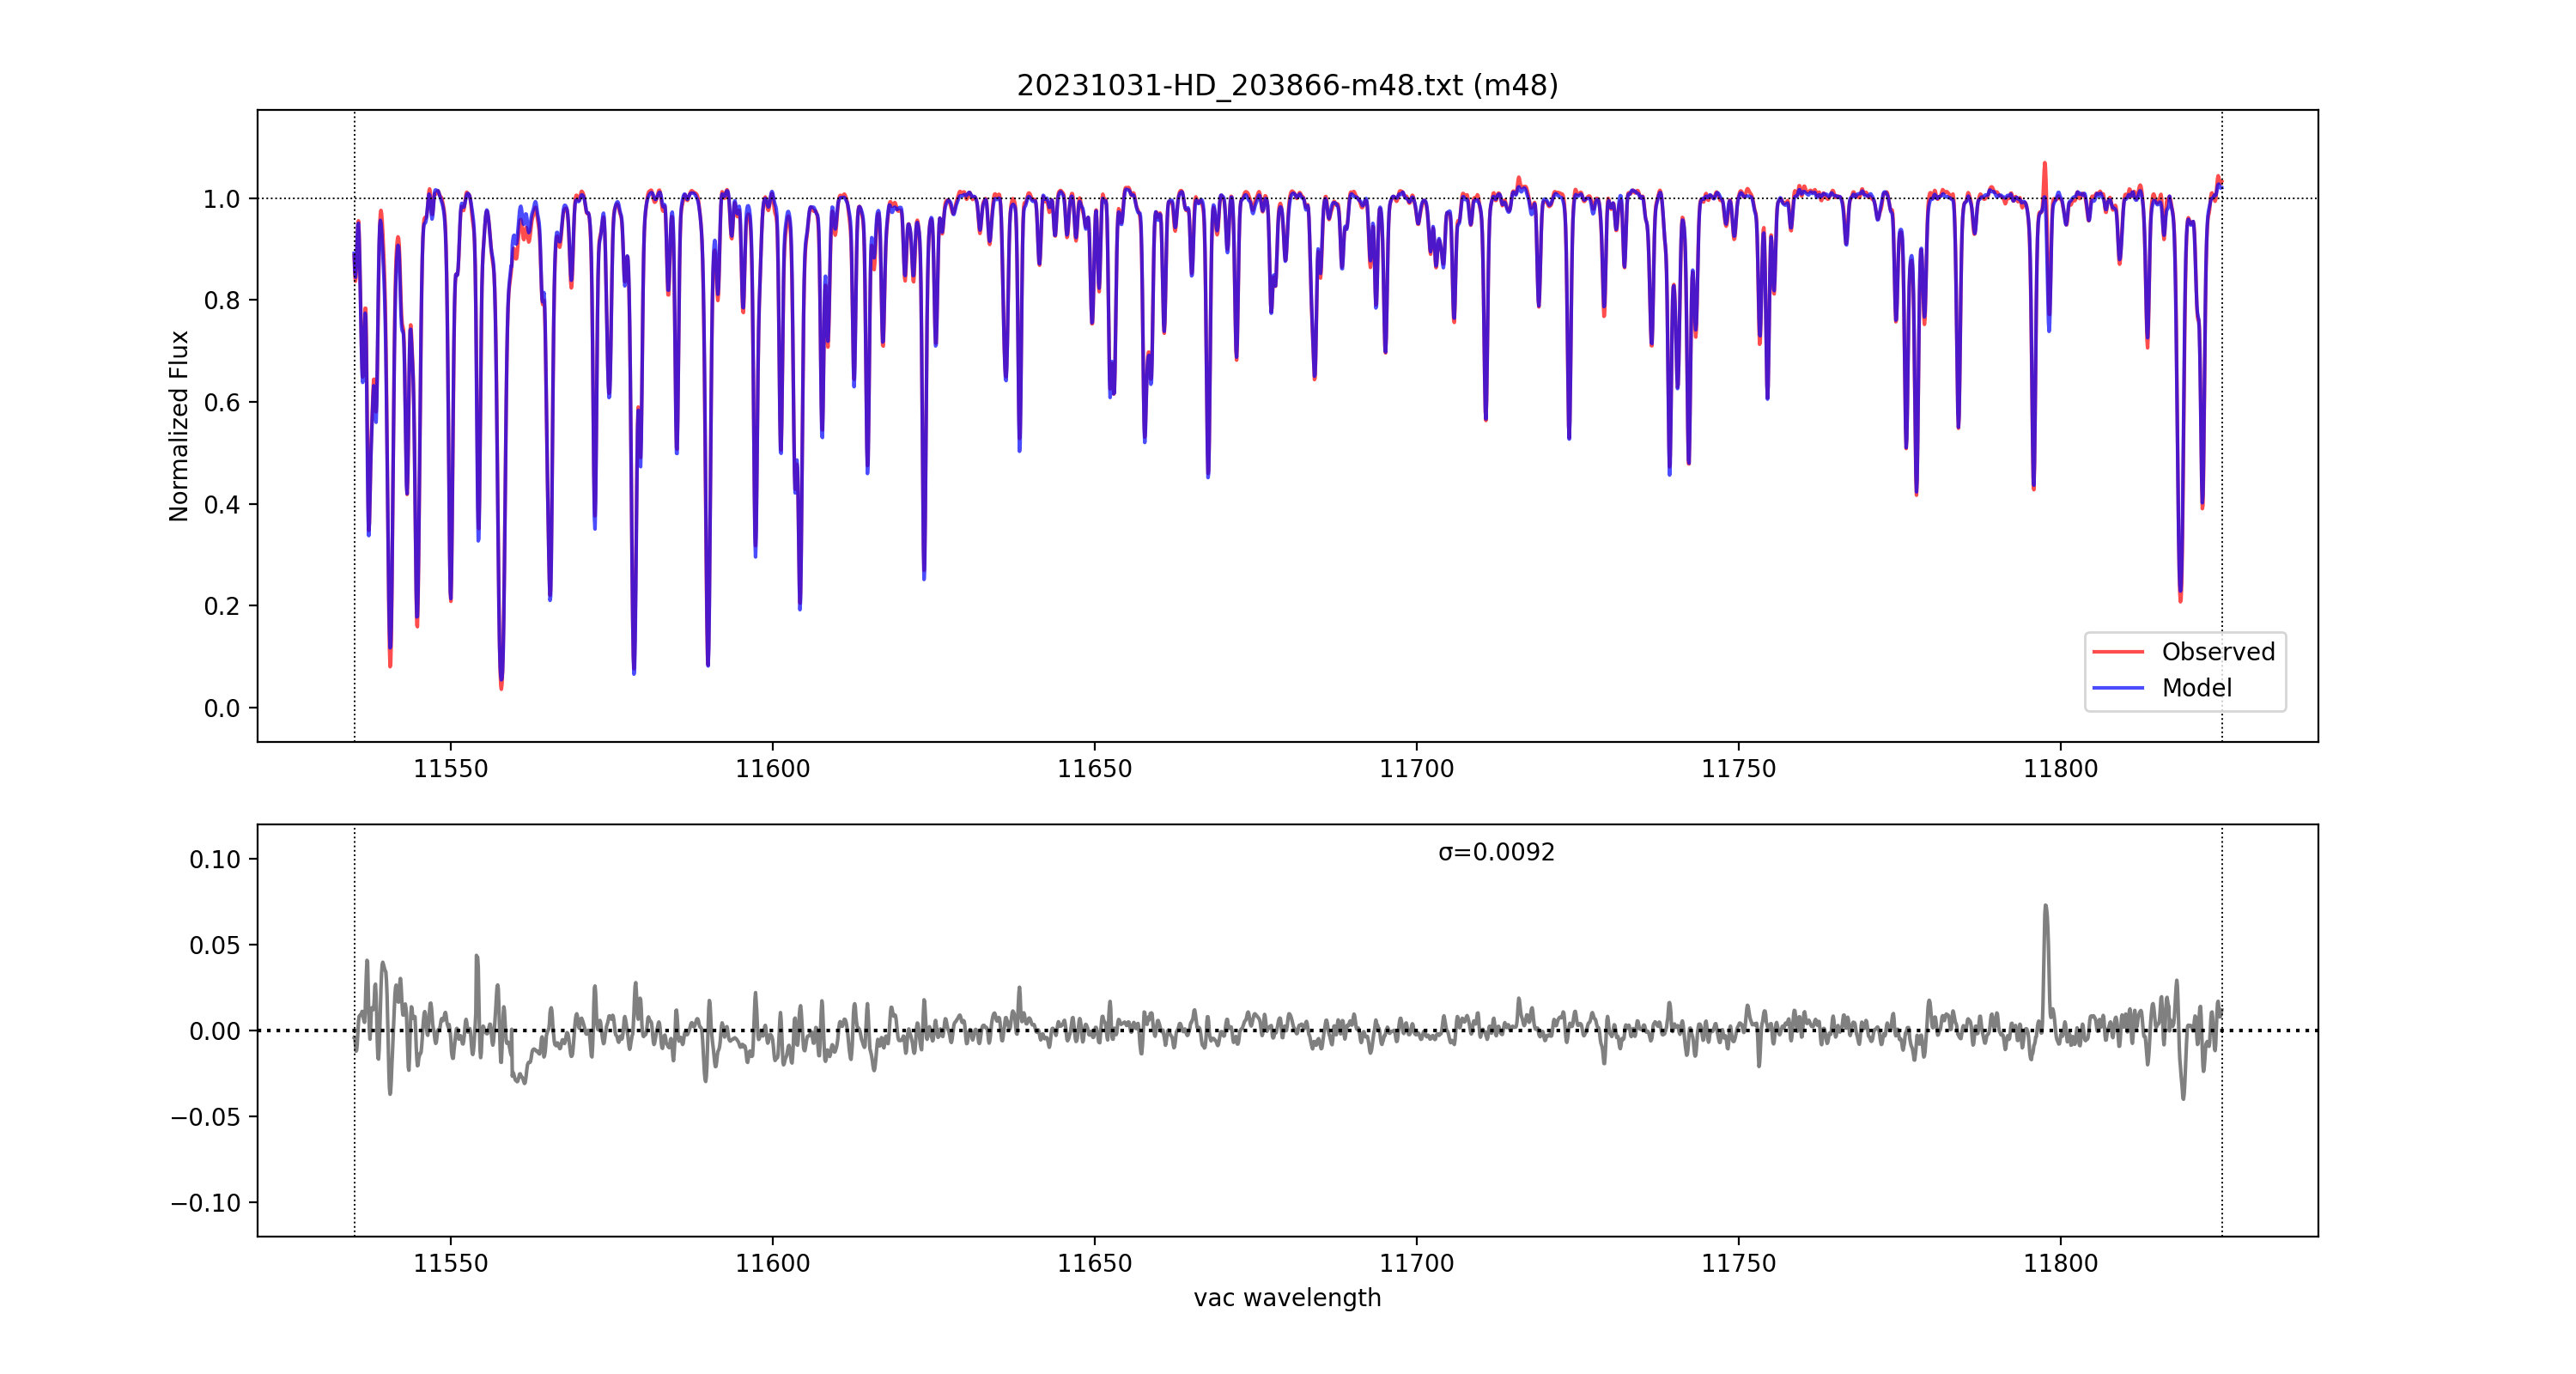 20231031-HD_203866-m48.txt (m48)
Normalized Flux
1.0
0.8
0.6
0.4
0.2
0.0
Observed
Model
11550 11600 11650 11700 11750 11800
σ=0.0092
0.10
0.05
0.00
−0.05
−0.10
11550 11600 11650 11700 11750 11800
vac wavelength